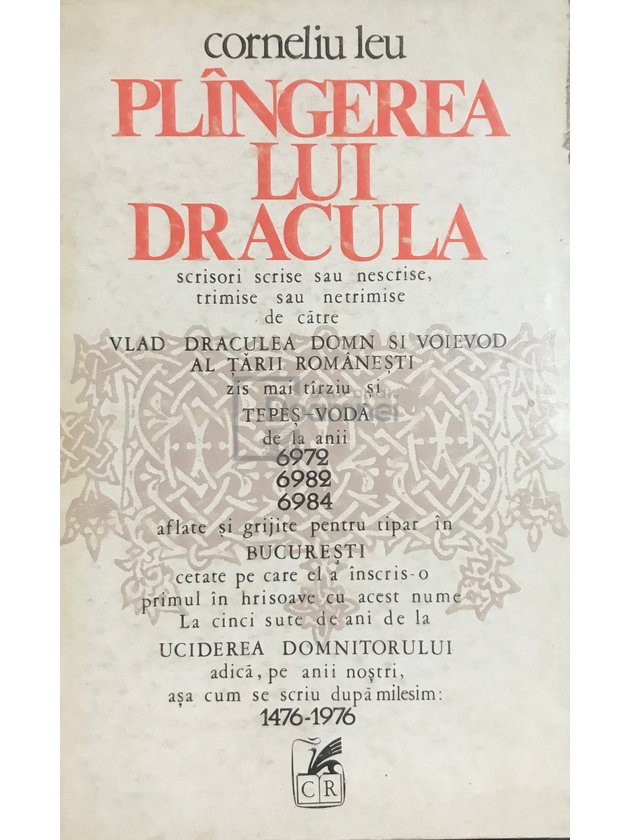 corneliu leu
PLÎNGEREA
LUI
DRACULA
scrisori scrise sau nescrise,
trimise sau netrimise
de către
VLAD DRACULEA DOMN ȘI VOIEVOD
AL ȚĂRII ROMÂNEȘTI
zis mai tîrziu și
ȚEPEȘ-VODĂ
de la anii
6972
6982
6984
aflate și grijite pentru tipar în
BUCUREȘTI
cetate pe care el a înscris-o
primul în hrisoave cu acest nume
La cinci sute de ani de la
UCIDEREA DOMNITORULUI
adică, pe anii noștri,
așa cum se scriu după milesim:
1476-1976
CR